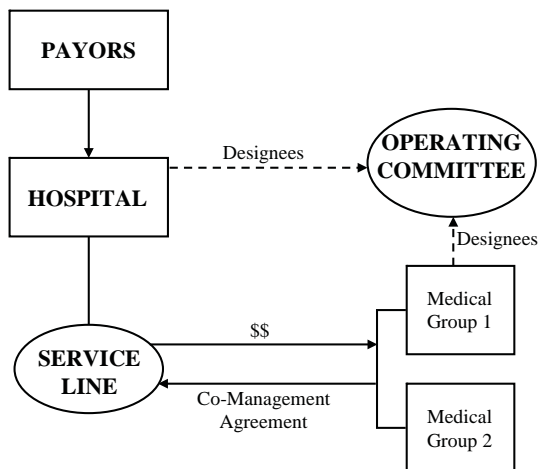 PAYORS
Designees
OPERATING
COMMITTEE
HOSPITAL
Designees
Medical
Group 1
$$
SERVICE
LINE
Co-Management
Agreement
Medical
Group 2